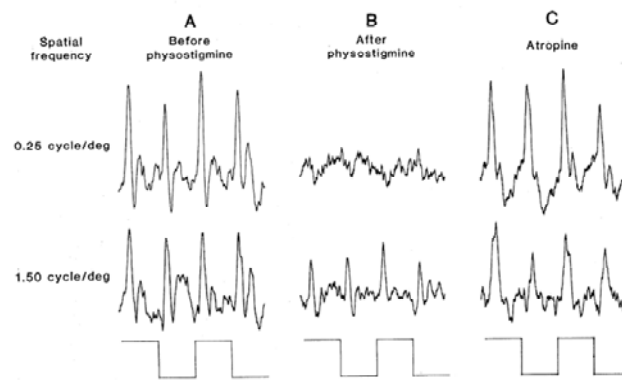 A
B
C
Spatial
frequency
Before
physostigmine
After
physostigmine
Atropine
0.25 cycle/deg
1.50 cycle/deg